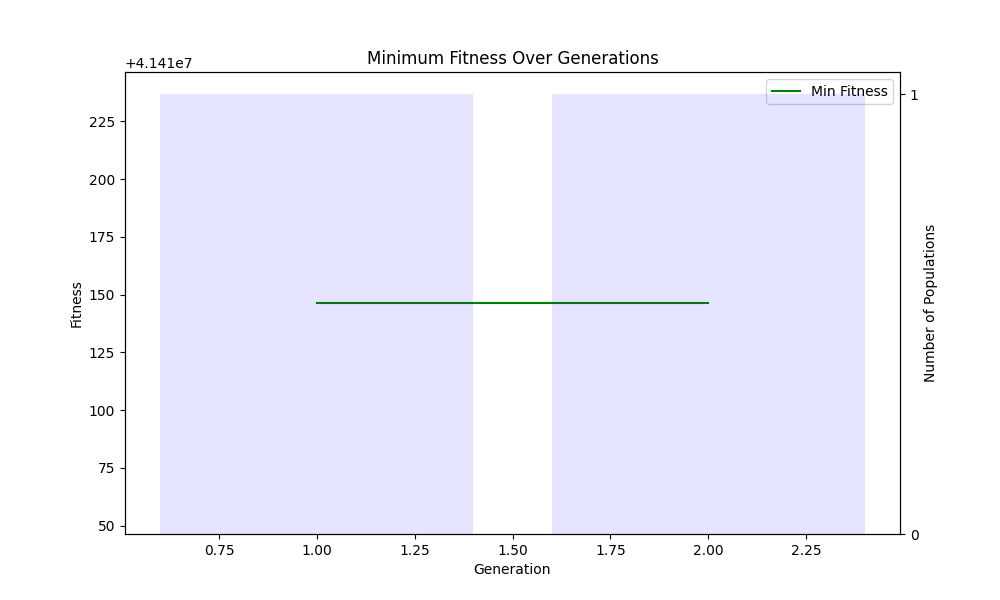 Minimum Fitness Over Generations
+4.141e7
Min Fitness
225
200
175
150
125
100
75
50
Fitness
1
0
Number of Populations
0.75 1.00 1.25 1.50 1.75 2.00 2.25
Generation